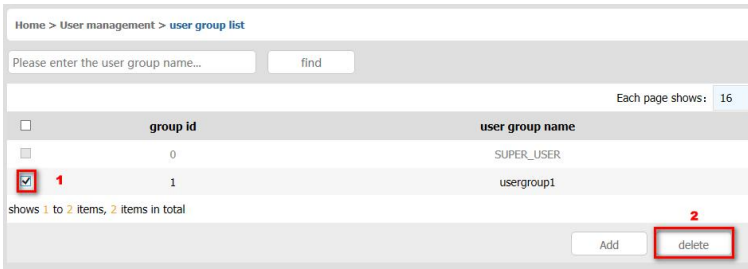 Home > User management > user group list
Please enter the user group name... find
Each page shows: 16
group id user group name
0 SUPER_USER
1 1 usergroup1
shows 1 to 2 items, 2 items in total
2
Add delete